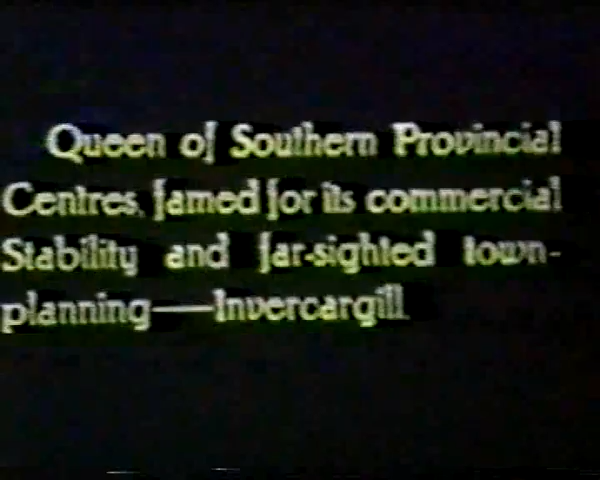 Queen of Southern Provincial
Centres, famed for its commercial
Stability and far-sighted town-
planning—Invercargill.